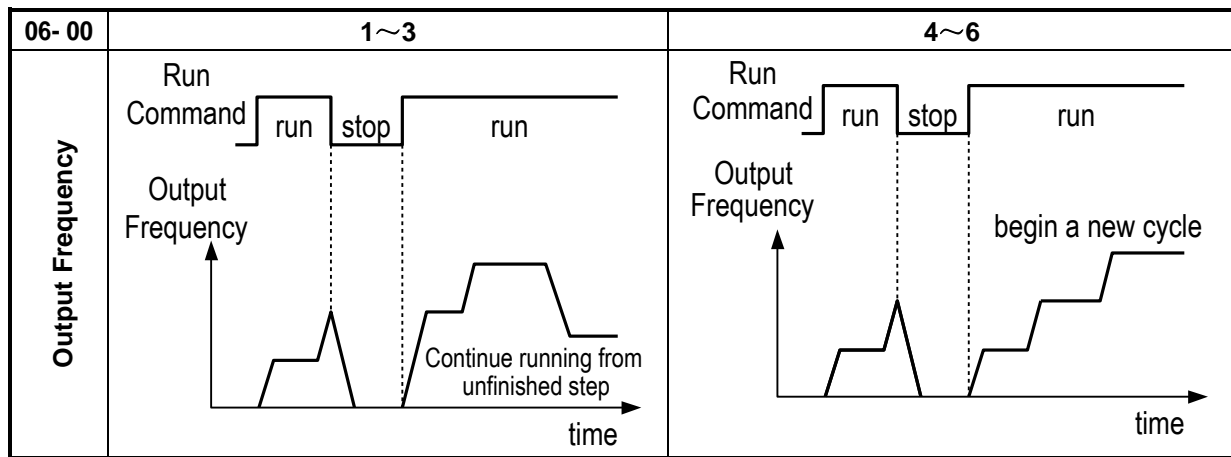 06- 00
1～3
4～6
Output Frequency
Run
Command
run
stop
run
Output
Frequency
Continue running from
unfinished step
time
Run
Command
run
stop
run
Output
Frequency
begin a new cycle
time